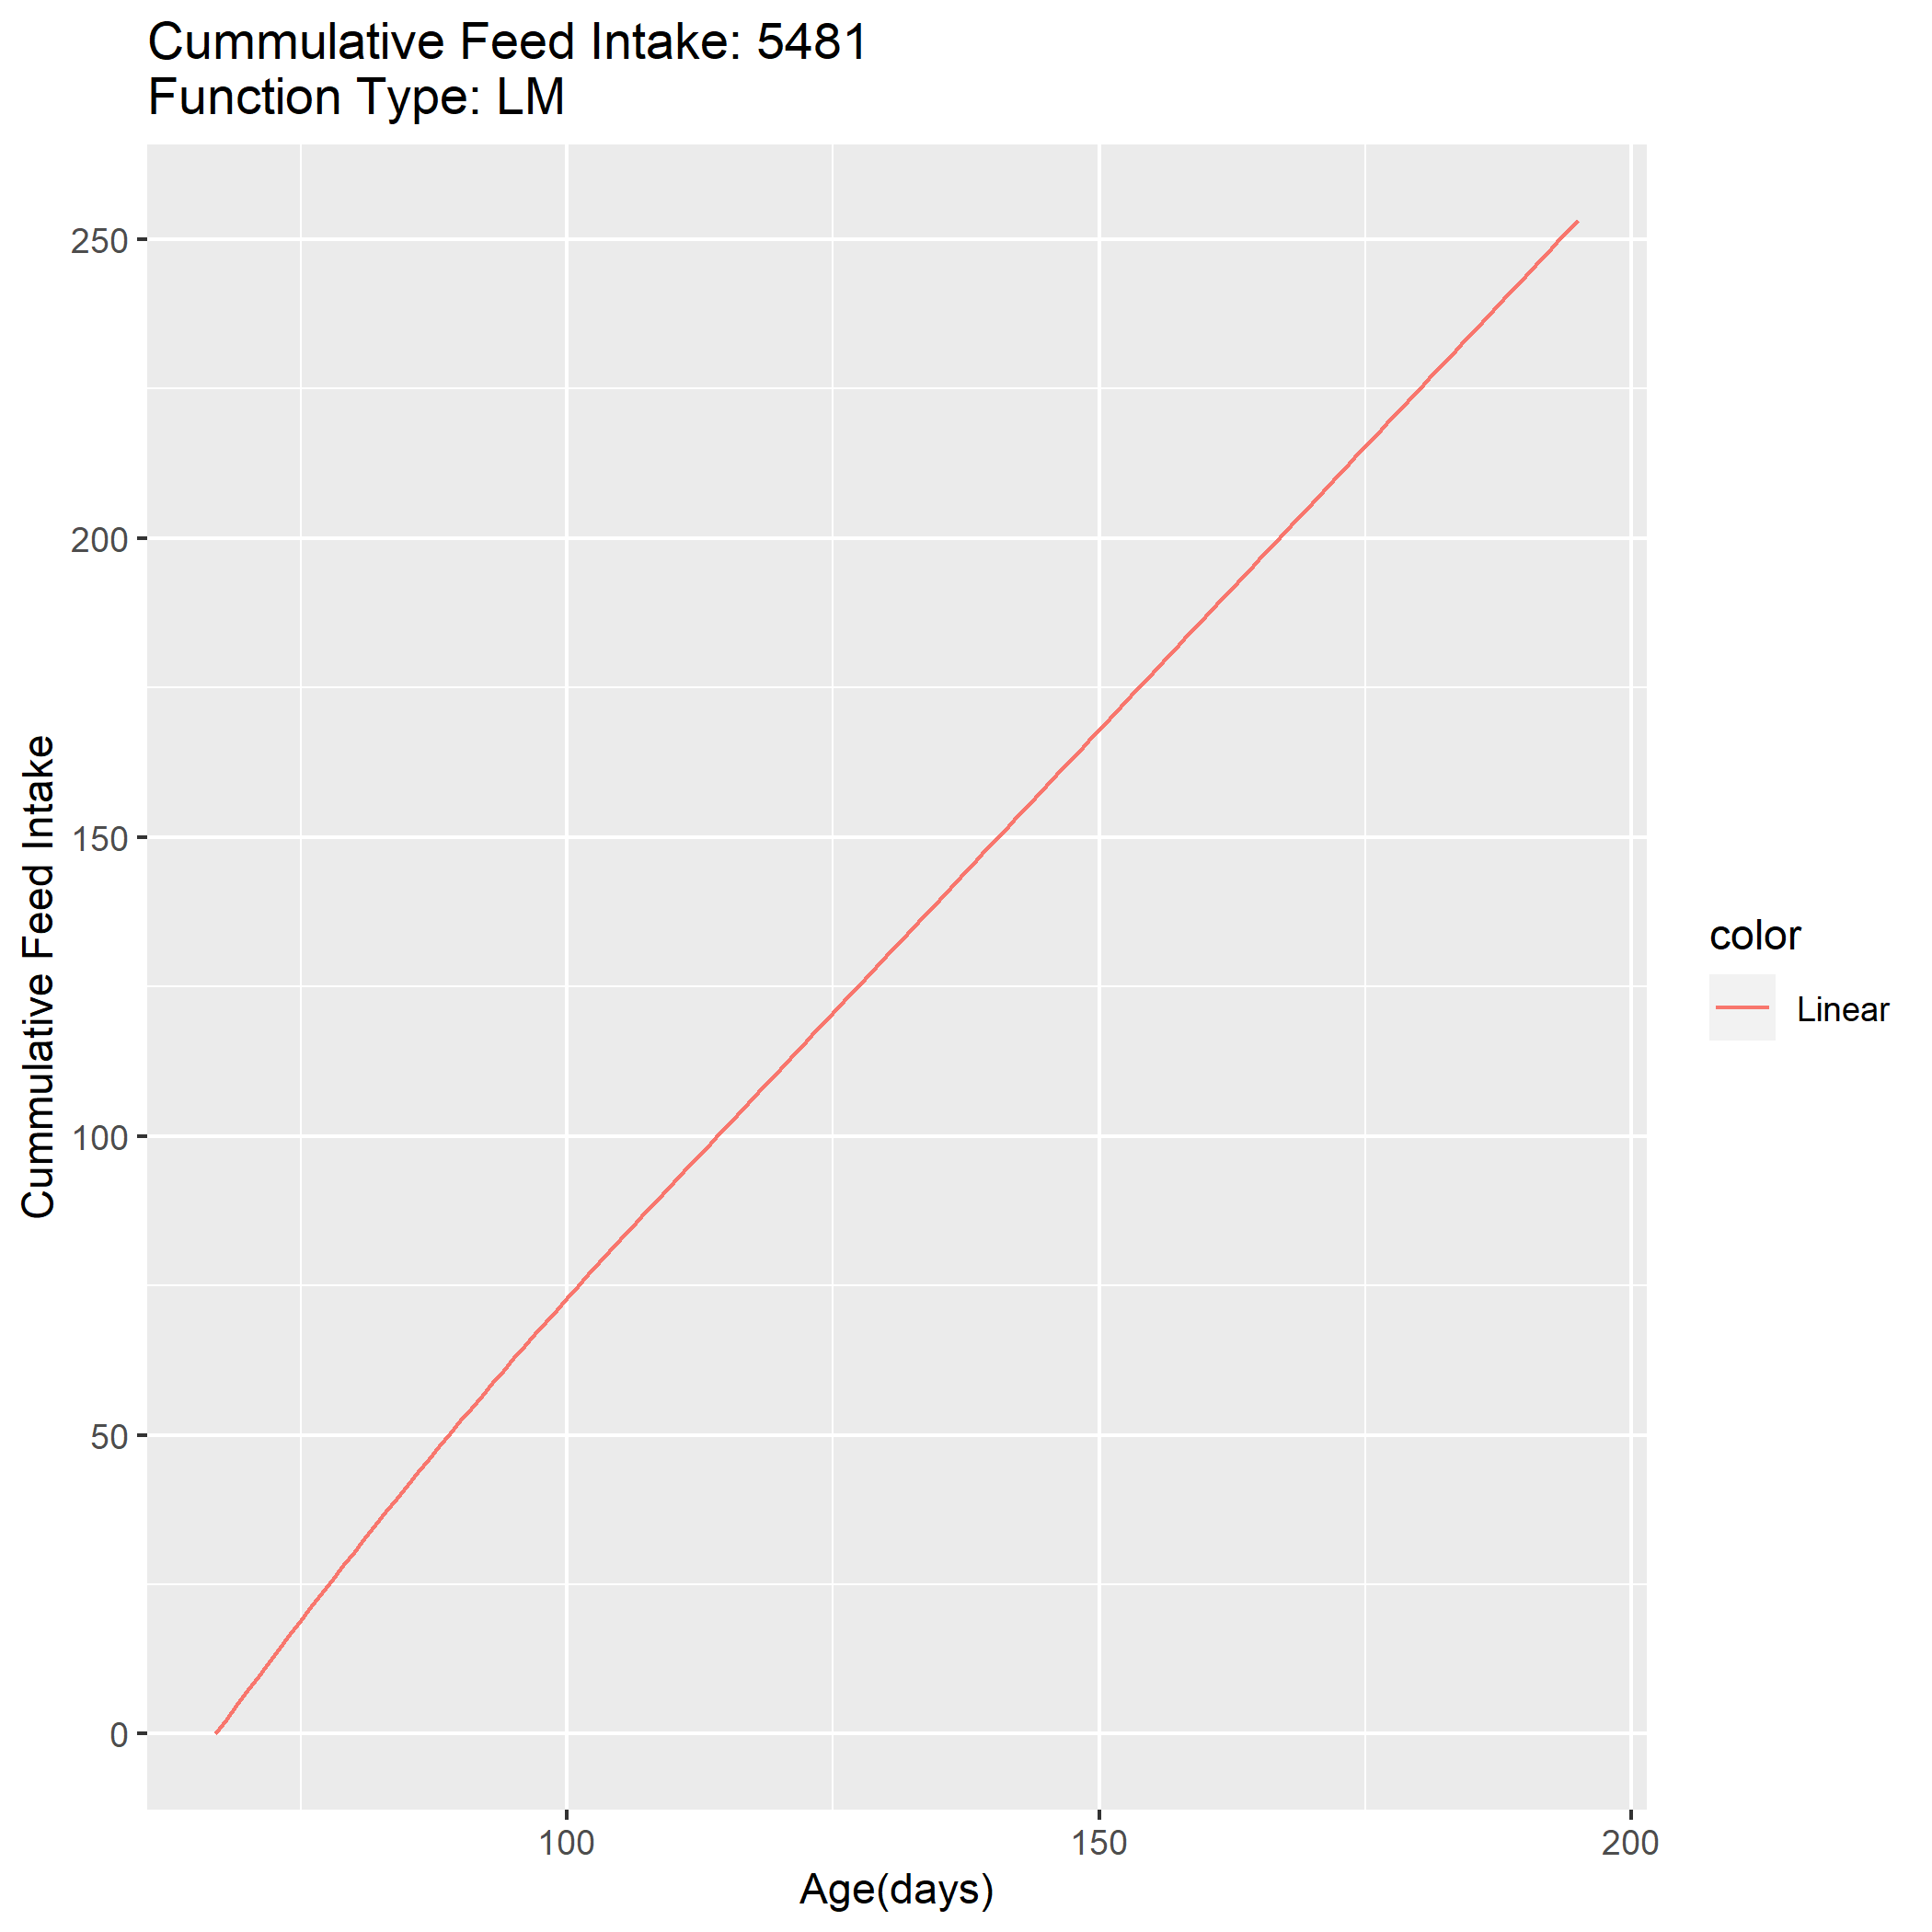 Cummulative Feed Intake: 5481
Function Type: LM
Cummulative Feed Intake
250
200
150
100
50
0
100
150
200
Age(days)
color
Linear